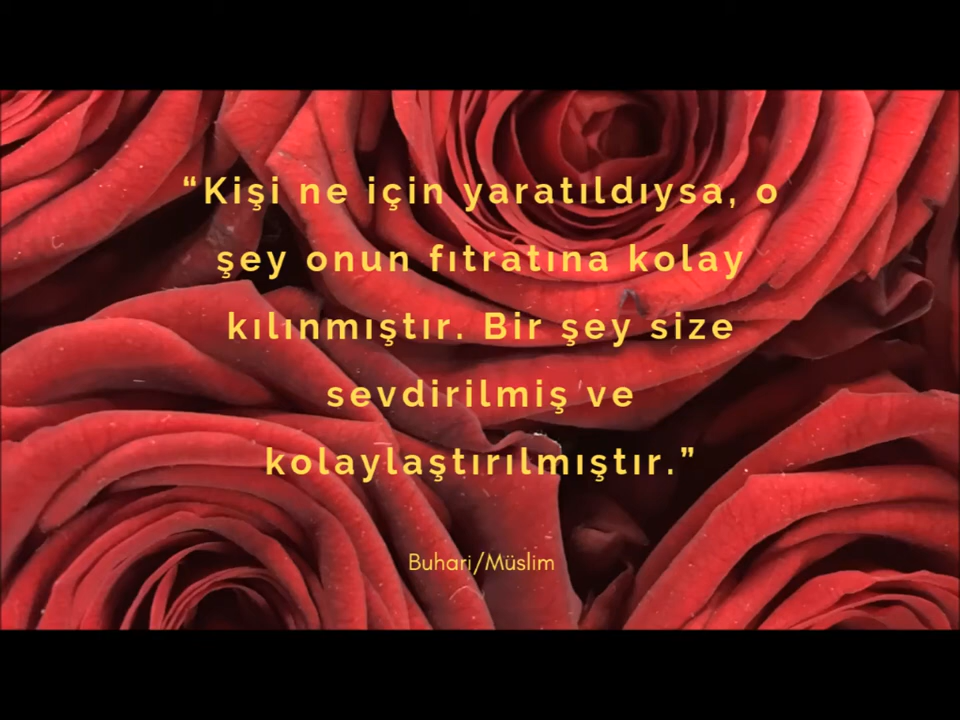 “Kişi ne için yaratıldıysa, o
şey onun fıtratına kolay
kılınmıştır. Bir şey size
sevdirilmiş ve
kolaylaştırılmıştır.”
Buhari/Müslim